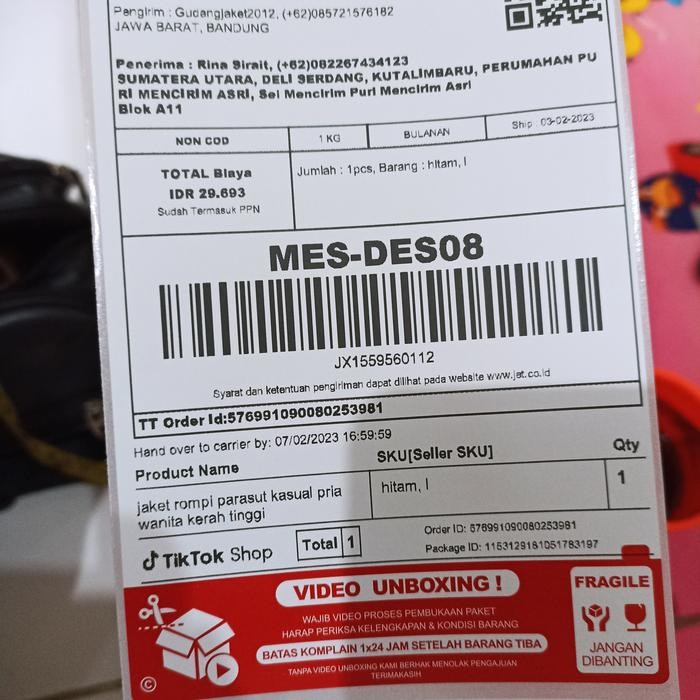 Pengirim : Gudangjaket2012, (+62)085721576182
JAWA BARAT, BANDUNG
Penerima : Rina Sirait, (+62)082267434123
SUMATERA UTARA, DELI SERDANG, KUTALIMBARU, PERUMAHAN PU
RI MENCIRIM ASRI, Sei Mencirim Puri Mencirim Asri
Blok A11
NON COD
1 KG
BULANAN
Ship : 03-02-2023
TOTAL Biaya
IDR 29.693
Sudah Termasuk PPN
Jumlah : 1pcs, Barang : hitam, l
MES-DES08
JX1559560112
Syarat dan ketentuan pengiriman dapat dilihat pada website www.jet.co.id
TT Order Id:576991090080253981
Hand over to carrier by: 07/02/2023 16:59:59
Product Name
SKU[Seller SKU]
Qty
jaket rompi parasut kasual pria
wanita kerah tinggi
hitam, l
1
TikTok Shop
Total 1
Order ID: 576991090080253981
Package ID: 1153129181051783197
VIDEO UNBOXING !
WAJIB VIDEO PROSES PEMBUKAAN PAKET
HARAP PERIKSA KELENGKAPAN & KONDISI BARANG
BATAS KOMPLAIN 1x24 JAM SETELAH BARANG TIBA
TANPA VIDEO UNBOXING KAMI BERHAK MENOLAK PENGAJUAN
TERIMAKASIH
FRAGILE
JANGAN
DIBANTING
©